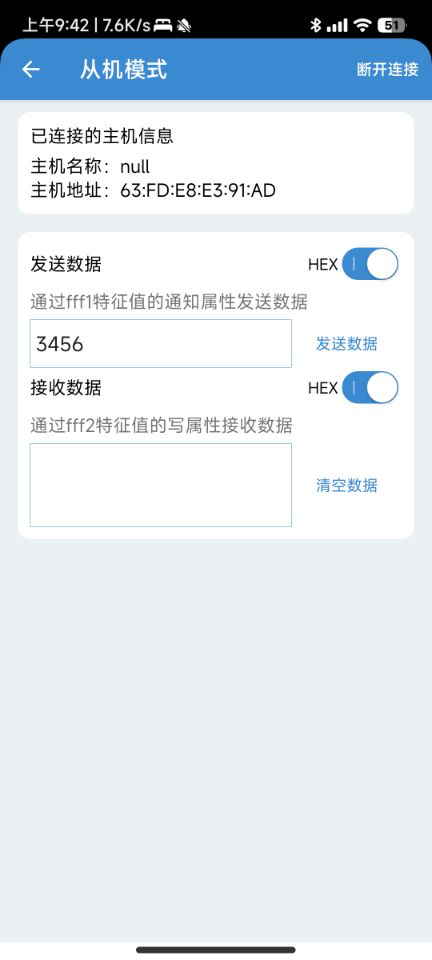 上午9:42 | 7.6K/s
51
从机模式
断开连接
已连接的主机信息
主机名称：null
主机地址：63:FD:E8:E3:91:AD
发送数据
HEX
通过fff1特征值的通知属性发送数据
3456
发送数据
接收数据
HEX
通过fff2特征值的写属性接收数据
清空数据